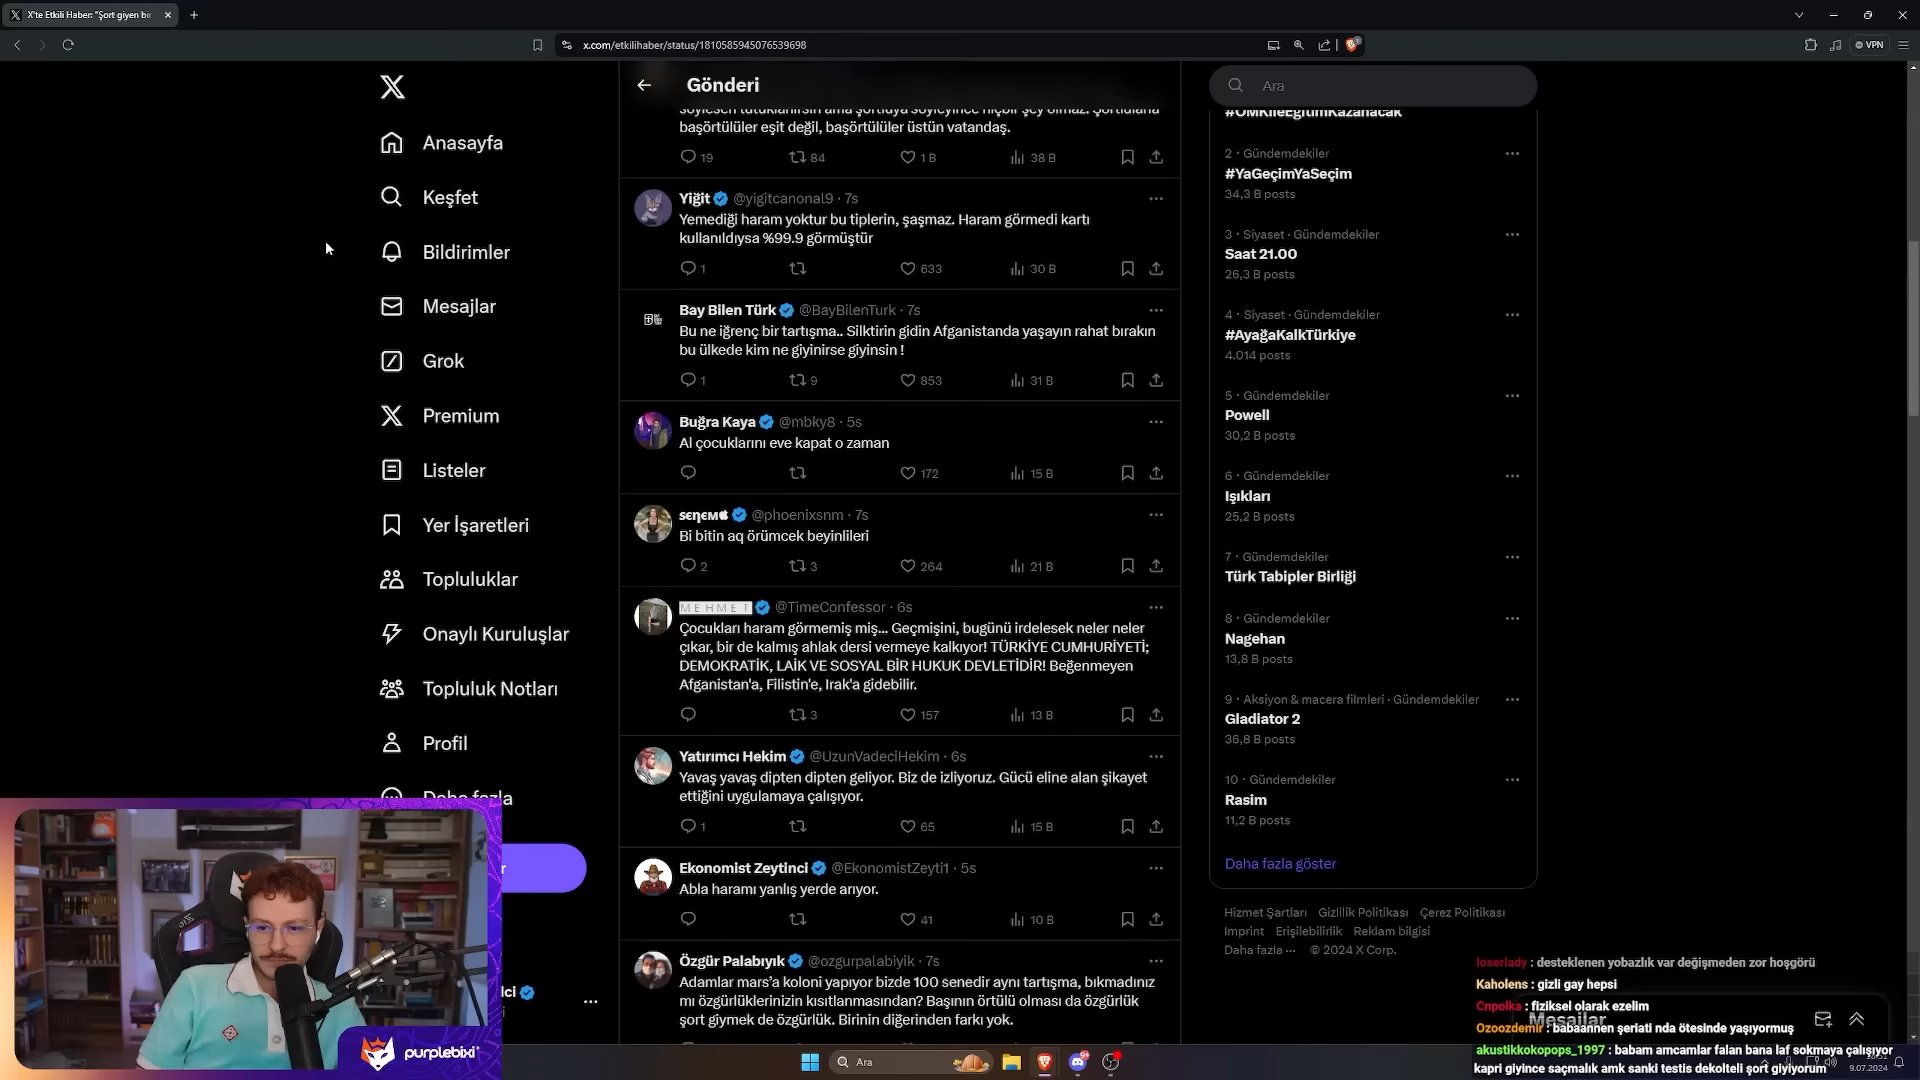 X'te Etkili Haber: "Şort giyen bir
x.com/etkilihaber/status/1810585945076539698
VPN
Anasayfa
Keşfet
Bildirimler
Mesajlar
Grok
Premium
Listeler
Yer İşaretleri
Topluluklar
Onaylı Kuruluşlar
Topluluk Notları
Profil
Daha fazla
Gönderi
söylesen tutuklanırsın ama şortluya söyleyince hiçbir şey olmaz. Şortlularla
başörtülüler eşit değil, başörtülüler üstün vatandaş.
19 84 1 B 38 B
Yiğit @yigitcanonal9 · 7s
Yemediği haram yoktur bu tiplerin, şaşmaz. Haram görmedi kartı
kullanıldıysa %99.9 görmüştür
1 633 30 B
Bay Bilen Türk @BayBilenTurk · 7s
Bu ne iğrenç bir tartışma.. Silktirin gidin Afganistanda yaşayın rahat bırakın
bu ülkede kim ne giyinirse giyinsin !
1 9 853 31 B
Buğra Kaya @mbky8 · 5s
Al çocuklarını eve kapat o zaman
172 15 B
sεηεм @phoenixsnm · 7s
Bi bitin aq örümcek beyinlileri
2 3 264 21 B
MEHMET @TimeConfessor · 6s
Çocukları haram görmemiş miş... Geçmişini, bugünü irdelesek neler neler
çıkar, bir de kalmış ahlak dersi vermeye kalkıyor! TÜRKİYE CUMHURİYETİ;
DEMOKRATİK, LAİK VE SOSYAL BİR HUKUK DEVLETİDİR! Beğenmeyen
Afganistan'a, Filistin'e, Irak'a gidebilir.
3 157 13 B
Yatırımcı Hekim @UzunVadeciHekim · 6s
Yavaş yavaş dipten dipten geliyor. Biz de izliyoruz. Gücü eline alan şikayet
ettiğini uygulamaya çalışıyor.
1 65 15 B
Ekonomist Zeytinci @EkonomistZeyti1 · 5s
Abla haramı yanlış yerde arıyor.
41 10 B
Özgür Palabıyık @ozgurpalabiyik · 7s
Adamlar mars'a koloni yapıyor bizde 100 senedir aynı tartışma, bıkmadınız
mı özgürlüklerinizin kısıtlanmasından? Başının örtülü olması da özgürlük
şort giymek de özgürlük. Birinin diğerinden farkı yok.
Ara
#OMKileEğitimKazanacak
2 · Gündemdekiler
#YaGeçimYaSeçim
34,3 B posts
3 · Siyaset · Gündemdekiler
Saat 21.00
26,3 B posts
4 · Siyaset · Gündemdekiler
#AyağaKalkTürkiye
4.014 posts
5 · Gündemdekiler
Powell
30,2 B posts
6 · Gündemdekiler
Işıkları
25,2 B posts
7 · Gündemdekiler
Türk Tabipler Birliği
8 · Gündemdekiler
Nagehan
13,8 B posts
9 · Aksiyon & macera filmleri · Gündemdekiler
Gladiator 2
36,8 B posts
10 · Gündemdekiler
Rasim
11,2 B posts
Daha fazla göster
Hizmet Şartları Gizlilik Politikası Çerez Politikası
Imprint Erişilebilirlik Reklam bilgisi
Daha fazla ··· © 2024 X Corp.
loserlady : desteklenen yobazlık var değişmeden zor hoşgörü
Kaholens : gizli gay hepsi
Cnpolka : fiziksel olarak ezelim
Mesajlar
Ozoozdemir : babaannen şeriati nda ötesinde yaşıyormuş
akustikkokopops_1997 : babam amcamlar falan bana laf sokmaya çalışıyor
kapri giyince saçmalık amk sanki testis dekolteli şort giyiyorum
lci
purplebixi
Ara
9.07.2024